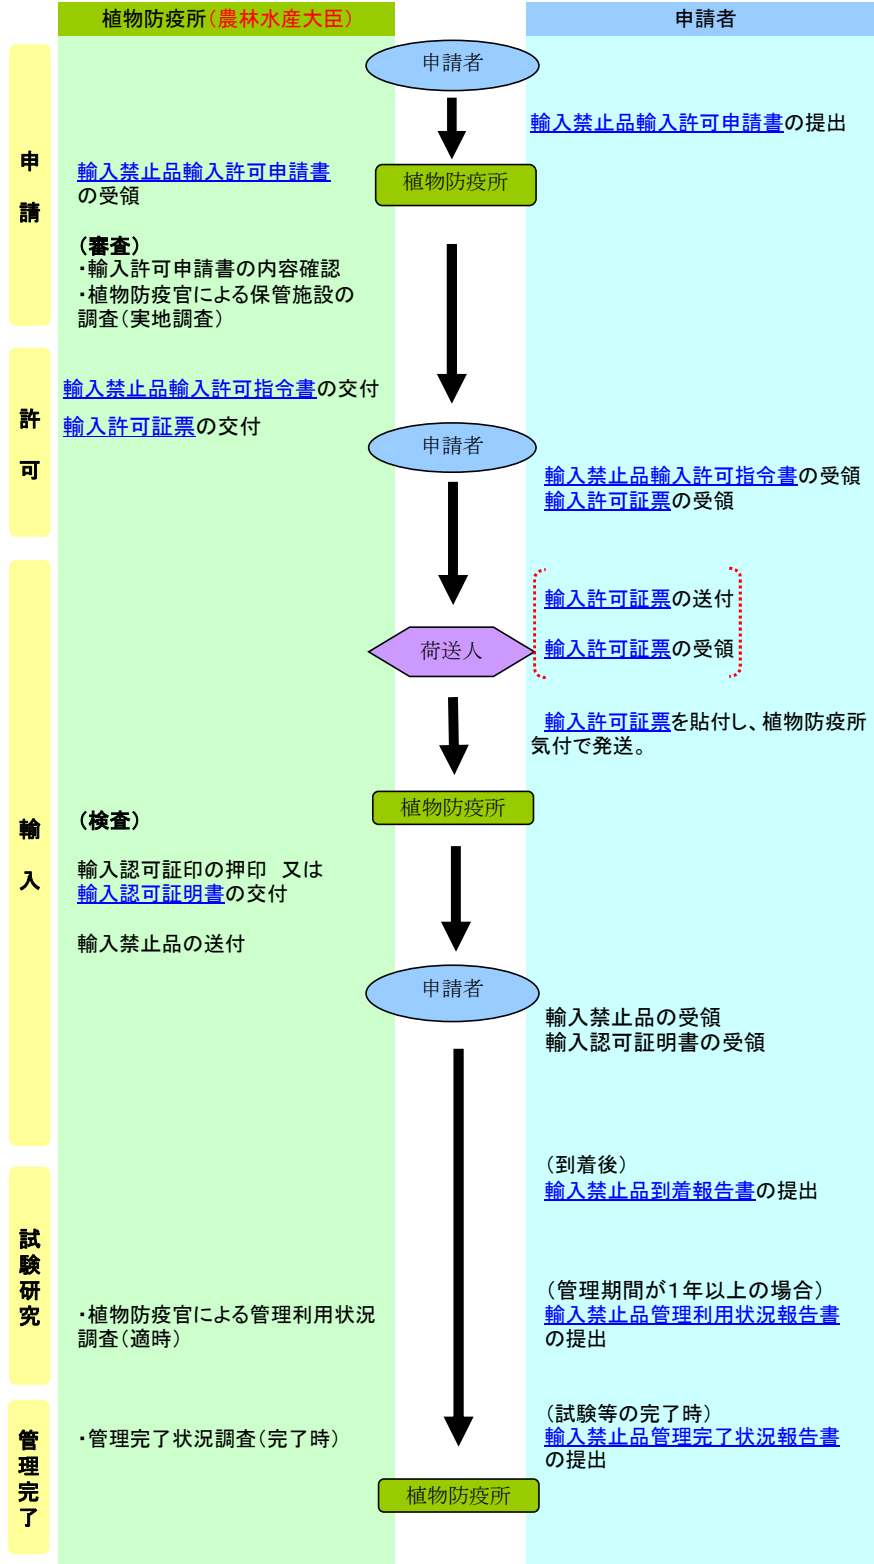 植物防疫所(農林水産大臣)
申請者
申請
申請者
輸入禁止品輸入許可申請書の提出
輸入禁止品輸入許可申請書
の受領
植物防疫所
(審査)
・輸入許可申請書の内容確認
・植物防疫官による保管施設の
調査(実地調査)
許可
輸入禁止品輸入許可指令書の交付
輸入許可証票の交付
申請者
輸入禁止品輸入許可指令書の受領
輸入許可証票の受領
輸入
輸入許可証票の送付
荷送人
輸入許可証票の受領
輸入許可証票を貼付し、植物防疫所
気付で発送。
植物防疫所
(検査)
輸入認可証印の押印 又は
輸入認可証明書の交付
輸入禁止品の送付
申請者
輸入禁止品の受領
輸入認可証明書の受領
(到着後)
輸入禁止品到着報告書の提出
試験研究
・植物防疫官による管理利用状況
調査(適時)
(管理期間が1年以上の場合)
輸入禁止品管理利用状況報告書
の提出
管理完了
・管理完了状況調査(完了時)
(試験等の完了時)
輸入禁止品管理完了状況報告書
の提出
植物防疫所